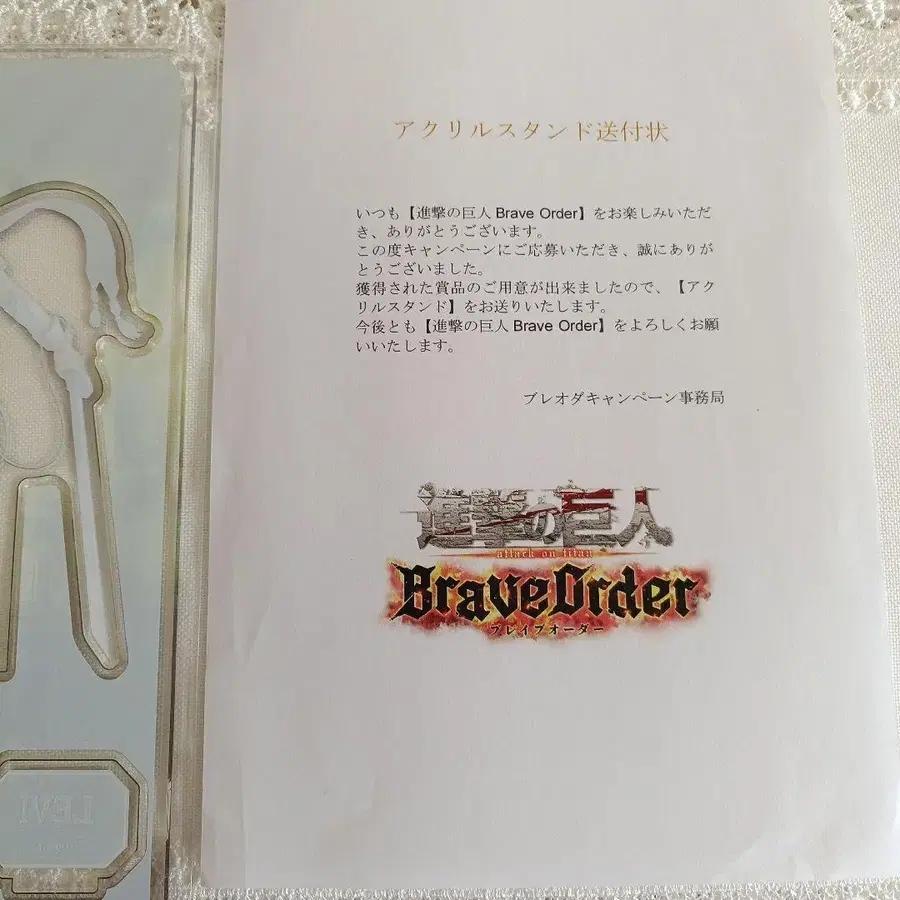 アクリルスタンド送付状
いつも【進撃の巨人 Brave Order】をお楽しみいただ
き、ありがとうございます。
この度キャンペーンにご応募いただき、誠にありが
とうございました。
獲得された賞品のご用意が出来ましたので、【アク
リルスタンド】をお送りいたします。
今後とも【進撃の巨人 Brave Order】をよろしくお願
いいたします。
ブレオダキャンペーン事務局
進撃の巨人
attack on titan
Brave Order
ブレイブオーダー
LEVI